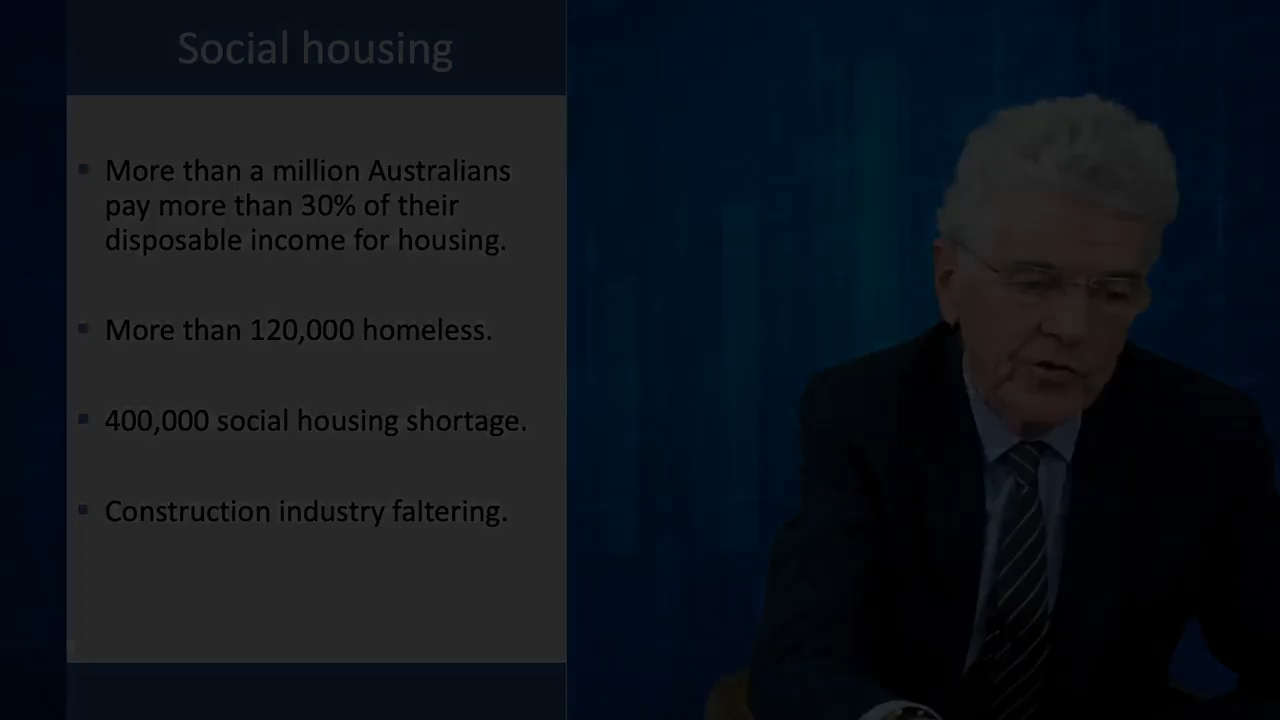 Social housing
More than a million Australians
pay more than 30% of their
disposable income for housing.
More than 120,000 homeless.
400,000 social housing shortage.
Construction industry faltering.